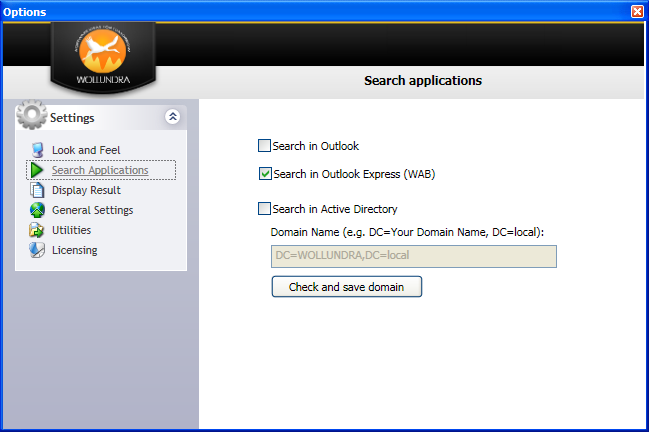 Options
WOLLUNDRA
Search applications
Settings
Look and Feel
Search Applications
Display Result
General Settings
Utilities
Licensing
Search in Outlook
Search in Outlook Express (WAB)
Search in Active Directory
Domain Name (e.g. DC=Your Domain Name, DC=local):
DC=WOLLUNDRA,DC=local
Check and save domain